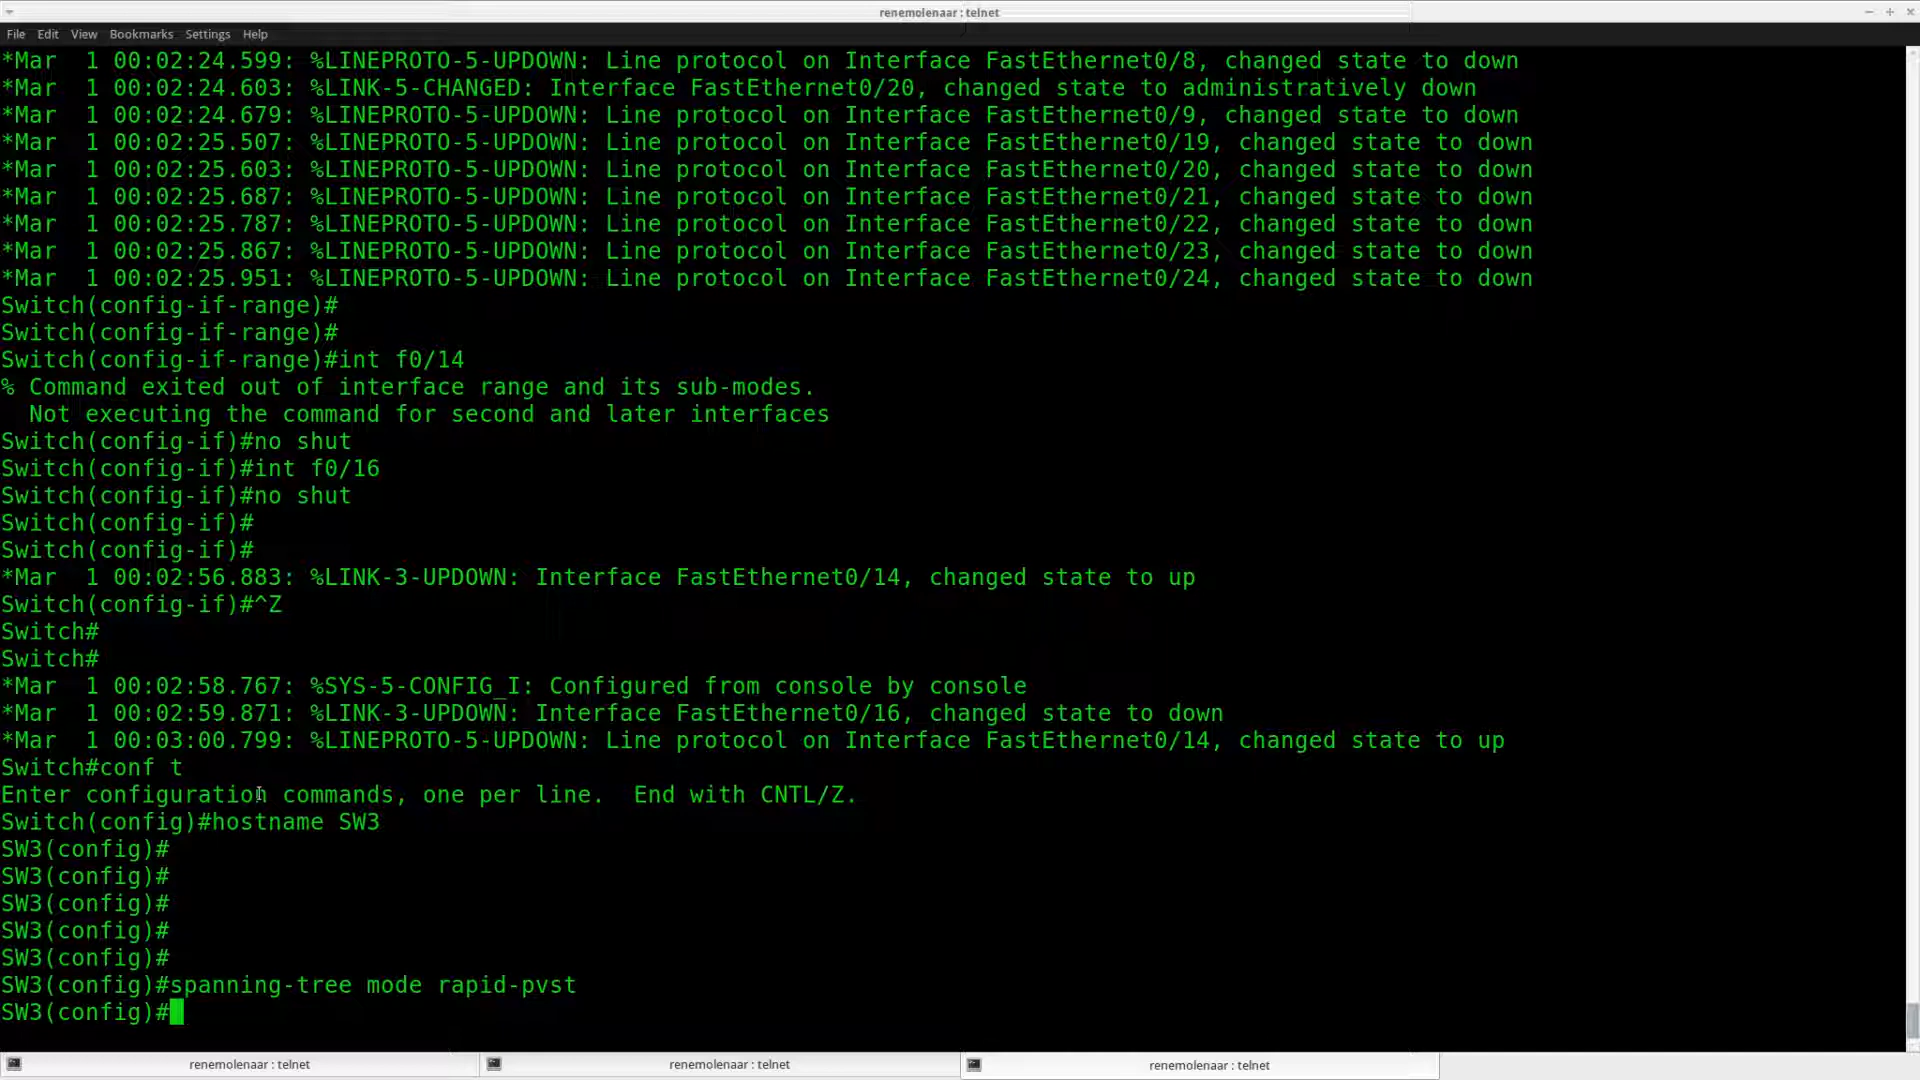 renemolenaar : telnet
File Edit View Bookmarks Settings Help
*Mar  1 00:02:24.599: %LINEPROTO-5-UPDOWN: Line protocol on Interface FastEthernet0/8, changed state to down
*Mar  1 00:02:24.603: %LINK-5-CHANGED: Interface FastEthernet0/20, changed state to administratively down
*Mar  1 00:02:24.679: %LINEPROTO-5-UPDOWN: Line protocol on Interface FastEthernet0/9, changed state to down
*Mar  1 00:02:25.507: %LINEPROTO-5-UPDOWN: Line protocol on Interface FastEthernet0/19, changed state to down
*Mar  1 00:02:25.603: %LINEPROTO-5-UPDOWN: Line protocol on Interface FastEthernet0/20, changed state to down
*Mar  1 00:02:25.687: %LINEPROTO-5-UPDOWN: Line protocol on Interface FastEthernet0/21, changed state to down
*Mar  1 00:02:25.787: %LINEPROTO-5-UPDOWN: Line protocol on Interface FastEthernet0/22, changed state to down
*Mar  1 00:02:25.867: %LINEPROTO-5-UPDOWN: Line protocol on Interface FastEthernet0/23, changed state to down
*Mar  1 00:02:25.951: %LINEPROTO-5-UPDOWN: Line protocol on Interface FastEthernet0/24, changed state to down
Switch(config-if-range)#
Switch(config-if-range)#
Switch(config-if-range)#int f0/14
% Command exited out of interface range and its sub-modes.
  Not executing the command for second and later interfaces
Switch(config-if)#no shut
Switch(config-if)#int f0/16
Switch(config-if)#no shut
Switch(config-if)#
Switch(config-if)#
*Mar  1 00:02:56.883: %LINK-3-UPDOWN: Interface FastEthernet0/14, changed state to up
Switch(config-if)#^Z
Switch#
Switch#
*Mar  1 00:02:58.767: %SYS-5-CONFIG_I: Configured from console by console
*Mar  1 00:02:59.871: %LINK-3-UPDOWN: Interface FastEthernet0/16, changed state to down
*Mar  1 00:03:00.799: %LINEPROTO-5-UPDOWN: Line protocol on Interface FastEthernet0/14, changed state to up
Switch#conf t
Enter configuration commands, one per line.  End with CNTL/Z.
Switch(config)#hostname SW3
SW3(config)#
SW3(config)#
SW3(config)#
SW3(config)#
SW3(config)#
SW3(config)#spanning-tree mode rapid-pvst
SW3(config)#
renemolenaar : telnet
renemolenaar : telnet
renemolenaar : telnet